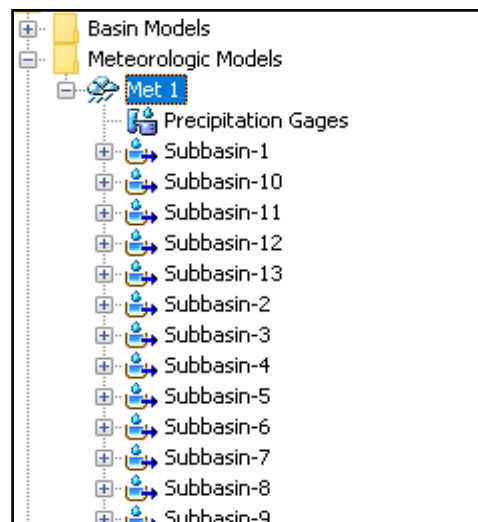 Basin Models
Meteorologic Models
Met 1
Precipitation Gages
Subbasin-1
Subbasin-10
Subbasin-11
Subbasin-12
Subbasin-13
Subbasin-2
Subbasin-3
Subbasin-4
Subbasin-5
Subbasin-6
Subbasin-7
Subbasin-8
Subbasin-9